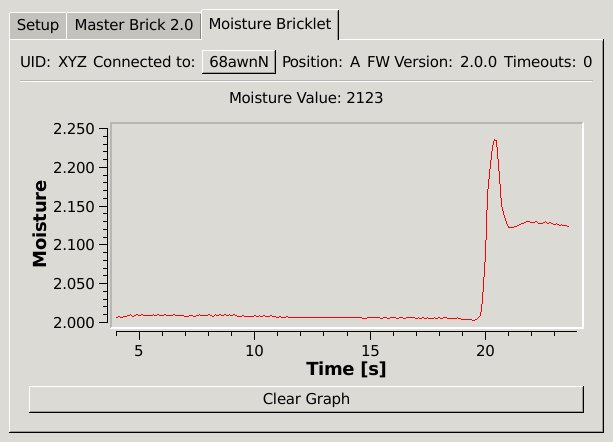 Setup Master Brick 2.0 Moisture Bricklet
UID: XYZ Connected to: 68awnN Position: A FW Version: 2.0.0 Timeouts: 0
Moisture Value: 2123
2.250
2.200
2.150
2.100
2.050
2.000
Moisture
5 10 15 20
Time [s]
Clear Graph